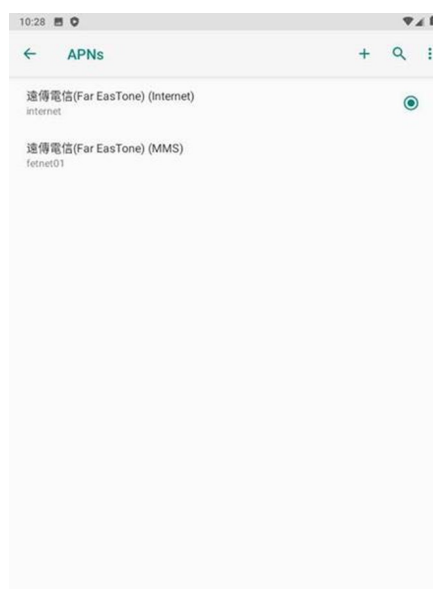 10:28
APNs
遠傳電信(Far EasTone) (Internet)
internet
遠傳電信(Far EasTone) (MMS)
fetnet01